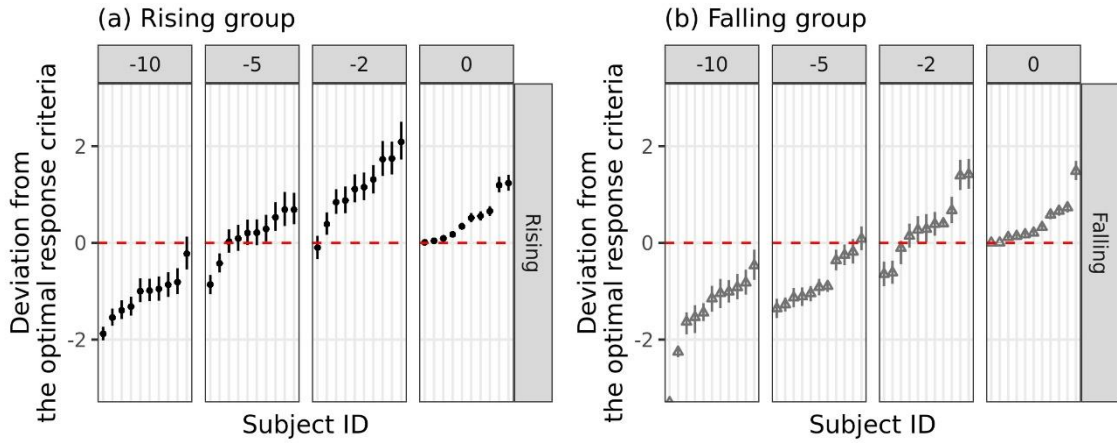 (a) Rising group
-10 -5 -2 0
Deviation from
the optimal response criteria
2
0
-2
Rising
Subject ID
(b) Falling group
-10 -5 -2 0
Deviation from
the optimal response criteria
2
0
-2
Falling
Subject ID